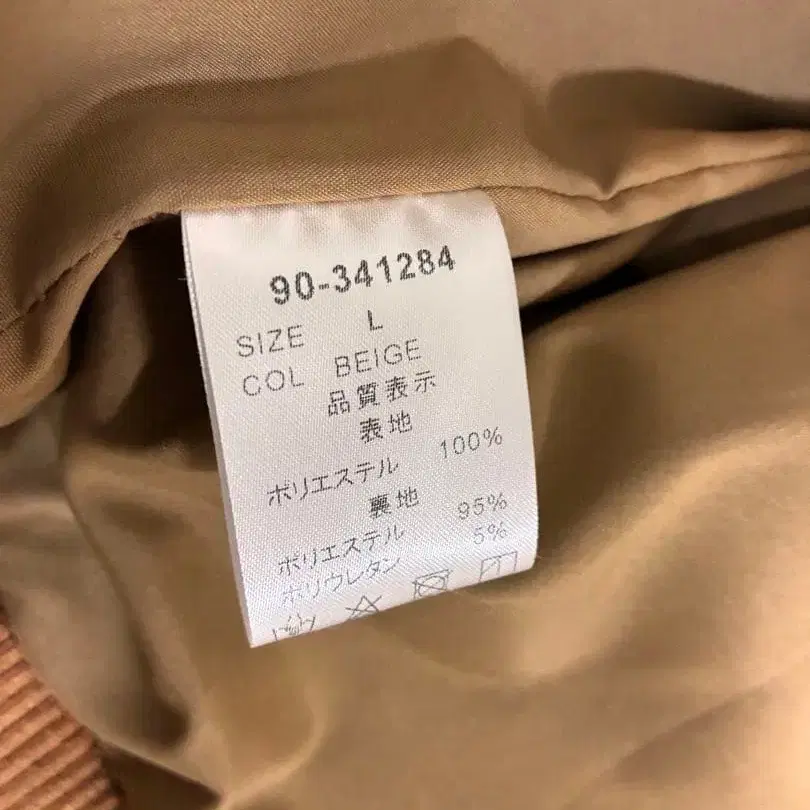 90-341284
SIZE L
COL BEIGE
品質表示
表地
ポリエステル 100%
裏地
ポリエステル 95%
ポリウレタン 5%